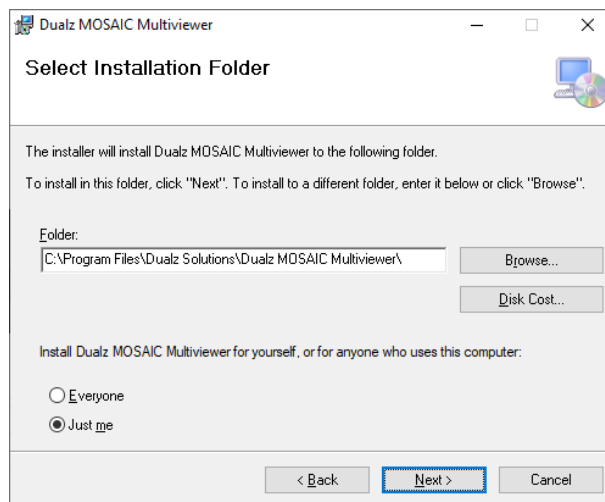 Dualz MOSAIC Multiviewer
Select Installation Folder
The installer will install Dualz MOSAIC Multiviewer to the following folder.
To install in this folder, click "Next". To install to a different folder, enter it below or click "Browse".
Folder:
C:\Program Files\Dualz Solutions\Dualz MOSAIC Multiviewer\
Browse...
Disk Cost...
Install Dualz MOSAIC Multiviewer for yourself, or for anyone who uses this computer:
Everyone
Just me
< Back
Next >
Cancel